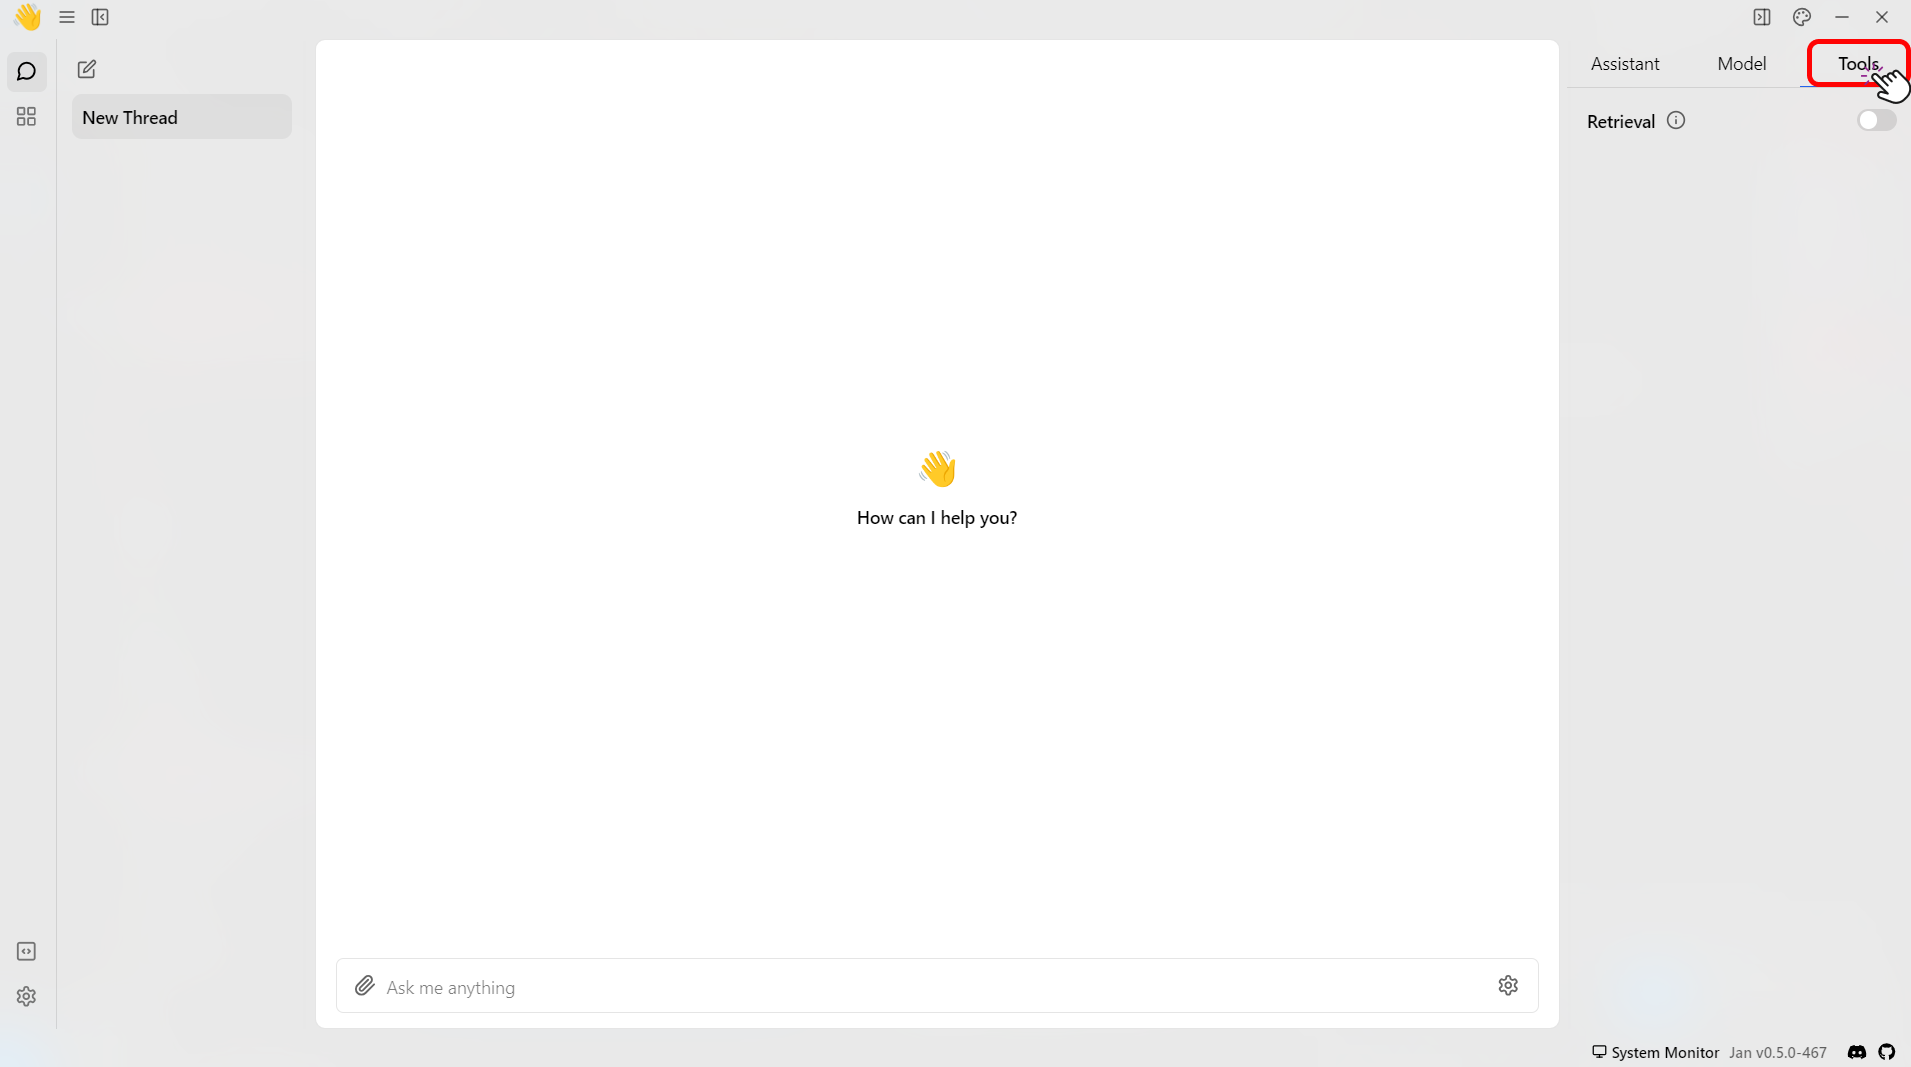 New Thread
How can I help you?
Ask me anything
Assistant Model Tools
Retrieval
System Monitor Jan v0.5.0-467